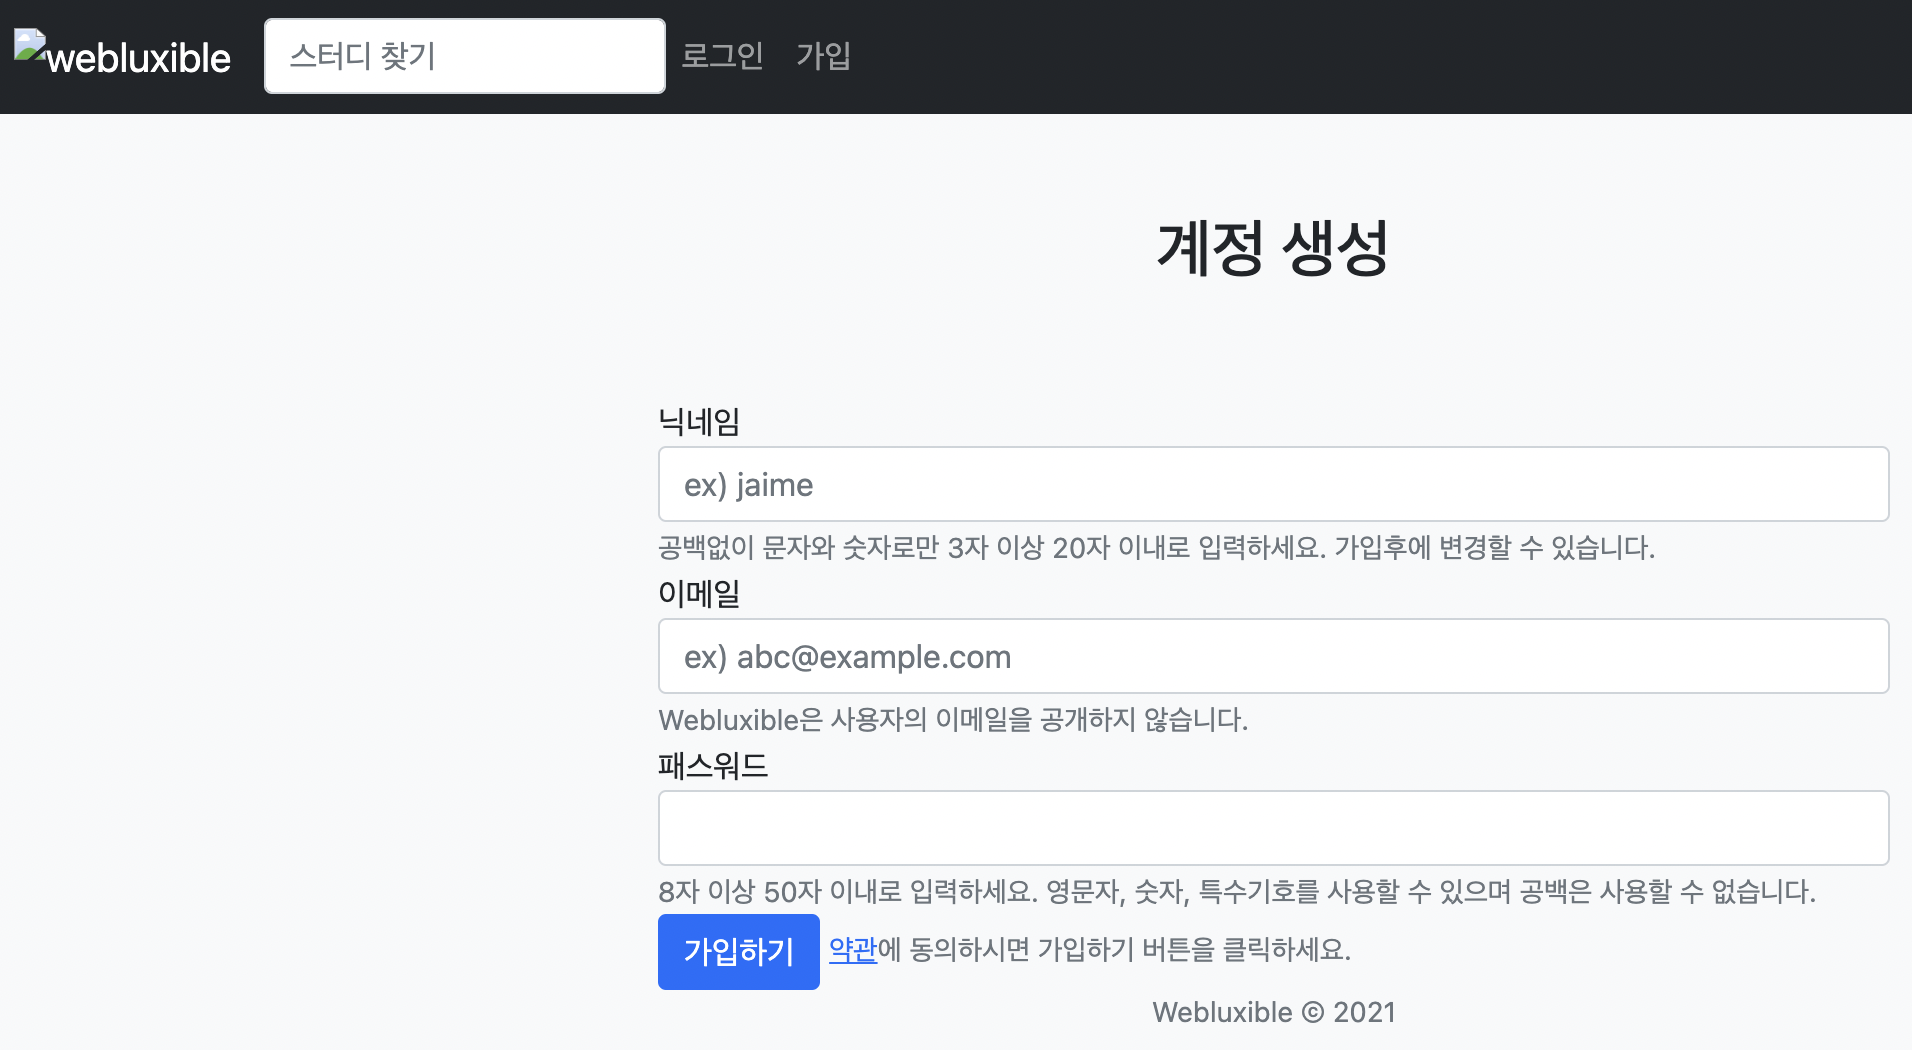 webluxible 스터디 찾기 로그인 가입
계정 생성
닉네임
ex) jaime
공백없이 문자와 숫자로만 3자 이상 20자 이내로 입력하세요. 가입후에 변경할 수 있습니다.
이메일
ex) abc@example.com
Webluxible은 사용자의 이메일을 공개하지 않습니다.
패스워드
8자 이상 50자 이내로 입력하세요. 영문자, 숫자, 특수기호를 사용할 수 있으며 공백은 사용할 수 없습니다.
가입하기 약관에 동의하시면 가입하기 버튼을 클릭하세요.
Webluxible © 2021